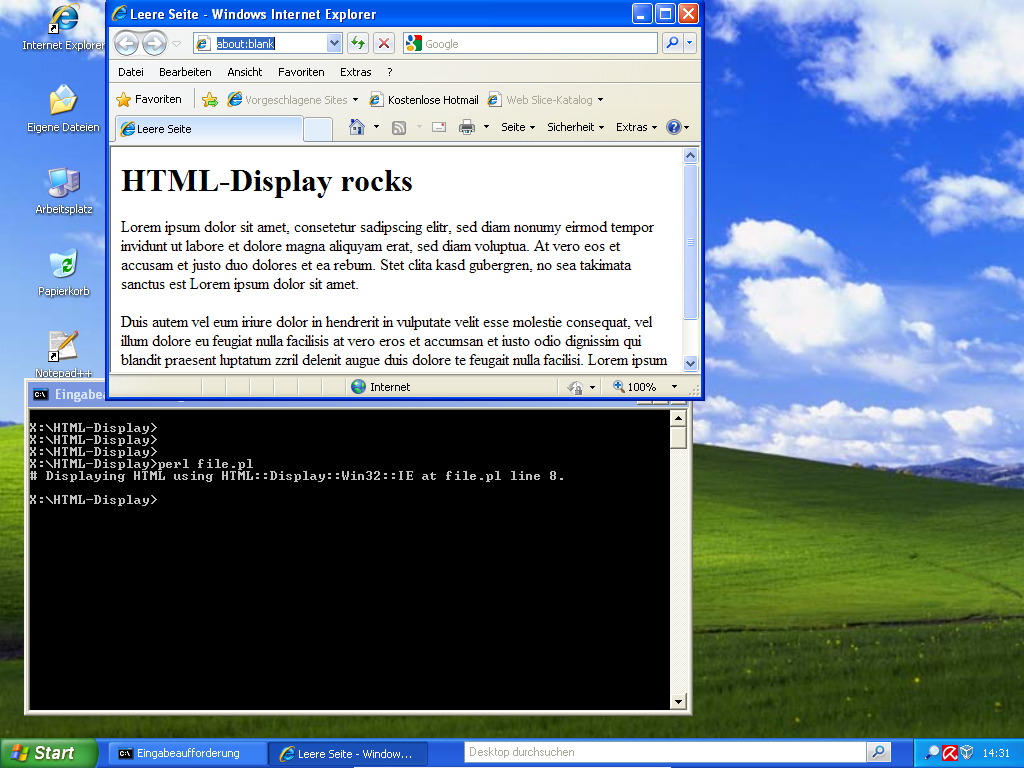 Internet Explorer
Eigene Dateien
Arbeitsplatz
Papierkorb
Notepad++
Leere Seite - Windows Internet Explorer
about:blank
Google
Datei Bearbeiten Ansicht Favoriten Extras ?
Favoriten Vorgeschlagene Sites Kostenlose Hotmail Web Slice-Katalog
Leere Seite Seite Sicherheit Extras
HTML-Display rocks
Lorem ipsum dolor sit amet, consetetur sadipscing elitr, sed diam nonumy eirmod tempor
invidunt ut labore et dolore magna aliquyam erat, sed diam voluptua. At vero eos et
accusam et justo duo dolores et ea rebum. Stet clita kasd gubergren, no sea takimata
sanctus est Lorem ipsum dolor sit amet.
Duis autem vel eum iriure dolor in hendrerit in vulputate velit esse molestie consequat, vel
illum dolore eu feugiat nulla facilisis at vero eros et accumsan et iusto odio dignissim qui
blandit praesent luptatum zzril delenit augue duis dolore te feugait nulla facilisi. Lorem ipsum
Internet 100%
C:\ Eingabea
X:\HTML-Display>
X:\HTML-Display>
X:\HTML-Display>
X:\HTML-Display>perl file.pl
# Displaying HTML using HTML::Display::Win32::IE at file.pl line 8.
X:\HTML-Display>
Start
C:\ Eingabeaufforderung
Leere Seite - Window...
Desktop durchsuchen
14:31